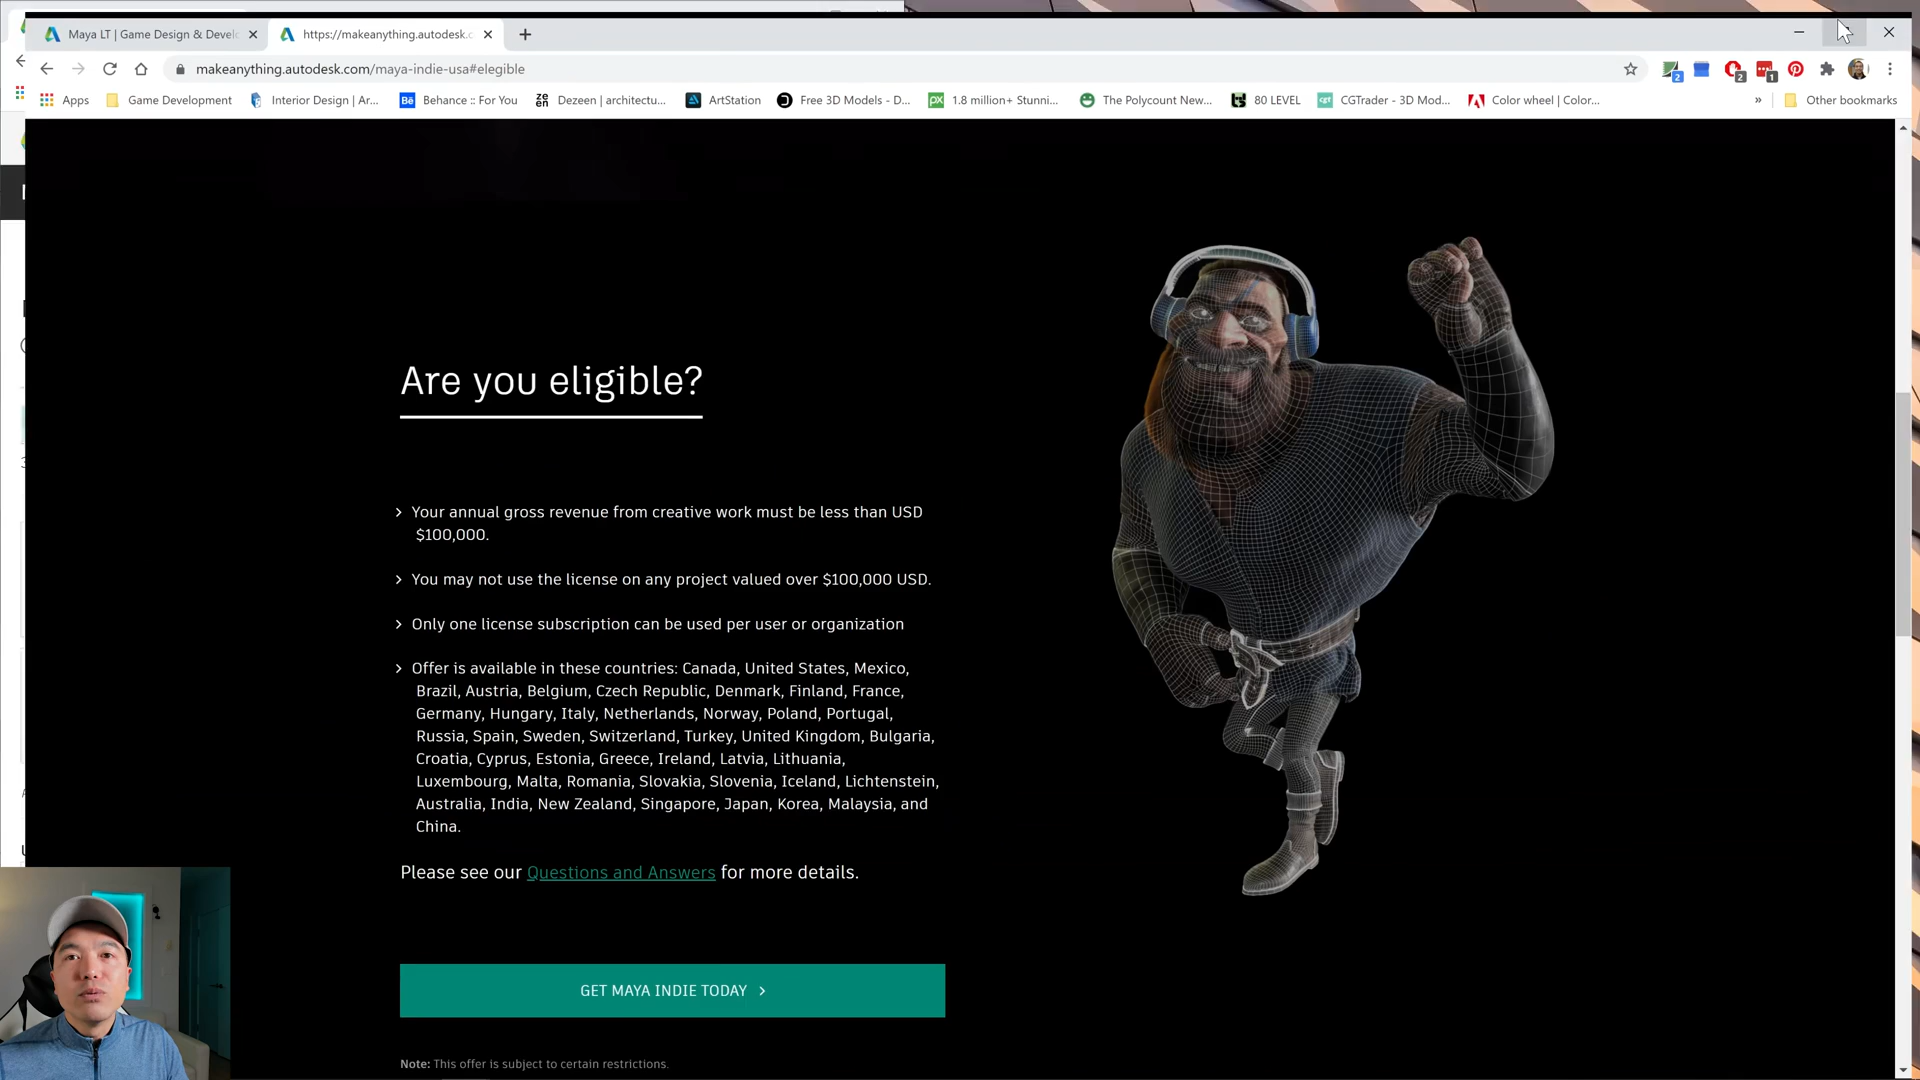 Maya LT | Game Design & Devel
https://makeanything.autodesk.c
makeanything.autodesk.com/maya-indie-usa#elegible
Apps
Game Development
Interior Design | Ar...
Behance :: For You
Dezeen | architectu...
ArtStation
Free 3D Models - D...
1.8 million+ Stunni...
The Polycount New...
80 LEVEL
CGTrader - 3D Mod...
Color wheel | Color...
»
Other bookmarks
Are you eligible?
Your annual gross revenue from creative work must be less than USD
$100,000.
You may not use the license on any project valued over $100,000 USD.
Only one license subscription can be used per user or organization
Offer is available in these countries: Canada, United States, Mexico,
Brazil, Austria, Belgium, Czech Republic, Denmark, Finland, France,
Germany, Hungary, Italy, Netherlands, Norway, Poland, Portugal,
Russia, Spain, Sweden, Switzerland, Turkey, United Kingdom, Bulgaria,
Croatia, Cyprus, Estonia, Greece, Ireland, Latvia, Lithuania,
Luxembourg, Malta, Romania, Slovakia, Slovenia, Iceland, Lichtenstein,
Australia, India, New Zealand, Singapore, Japan, Korea, Malaysia, and
China.
Please see our Questions and Answers for more details.
GET MAYA INDIE TODAY
Note: This offer is subject to certain restrictions.